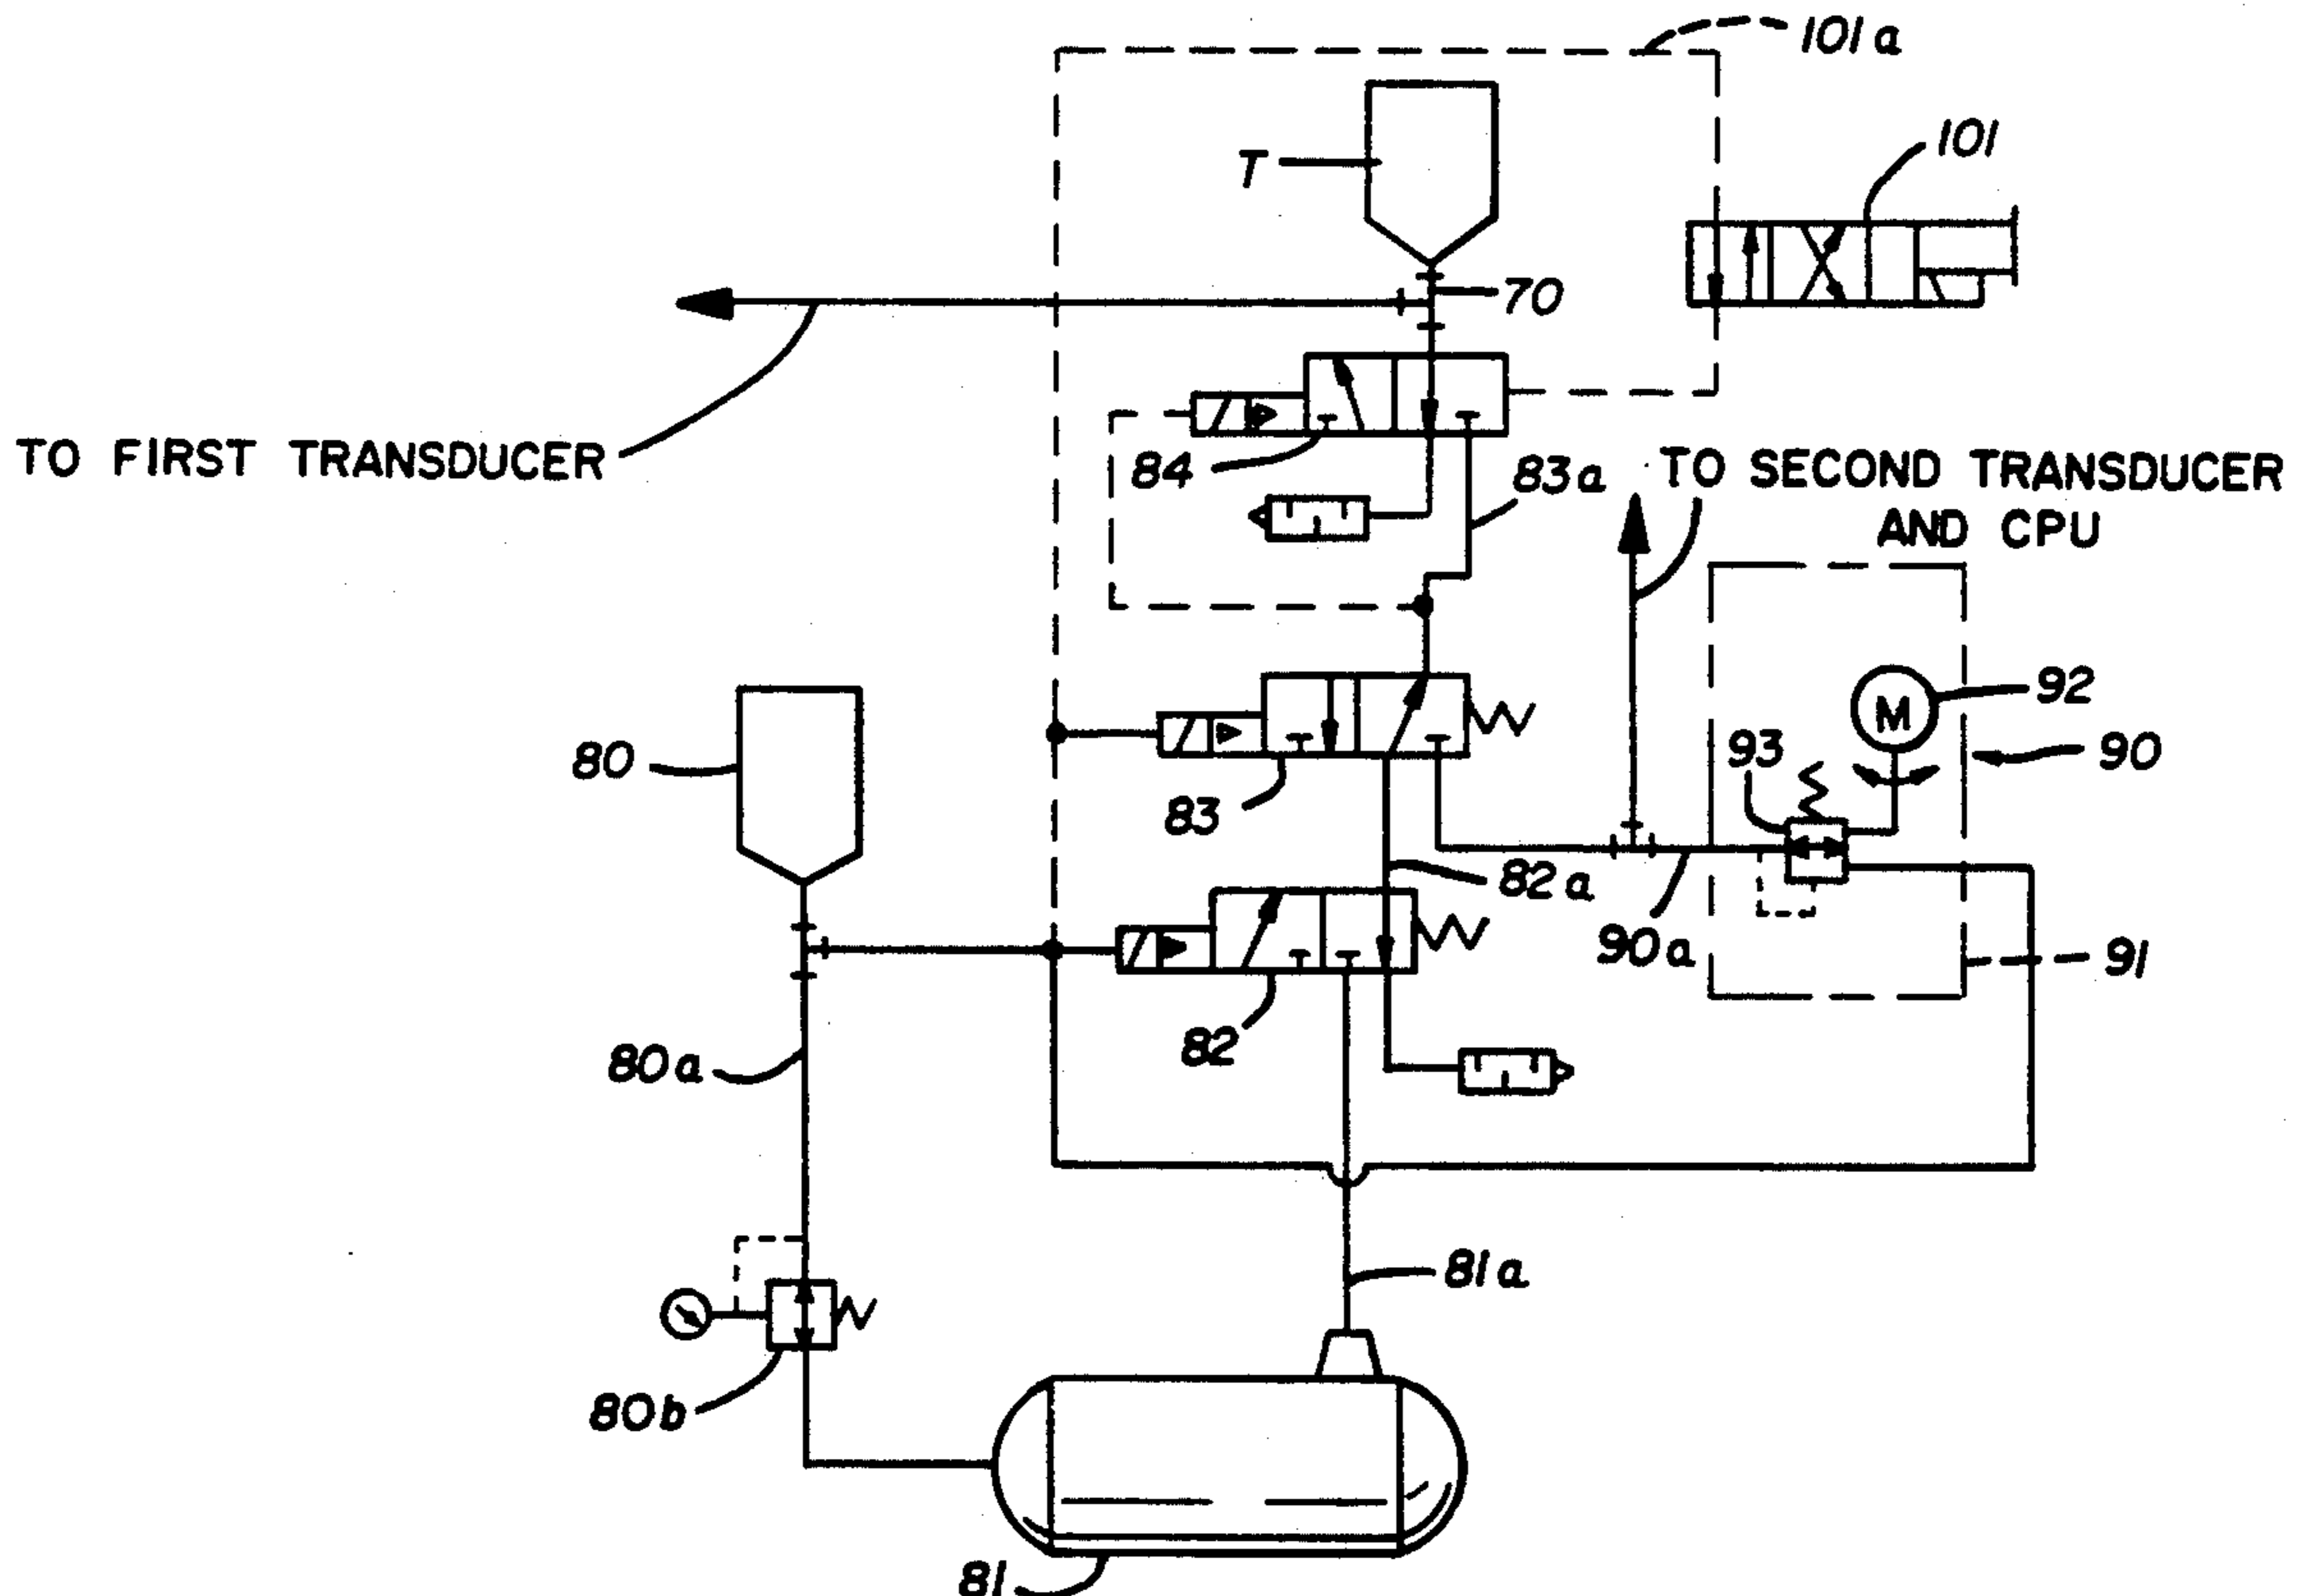 101a
T
101
70
TO FIRST TRANSDUCER
84
83a
TO SECOND TRANSDUCER
AND CPU
80
83
93
M
92
90
82a
90a
91
82
80a
81a
80b
81